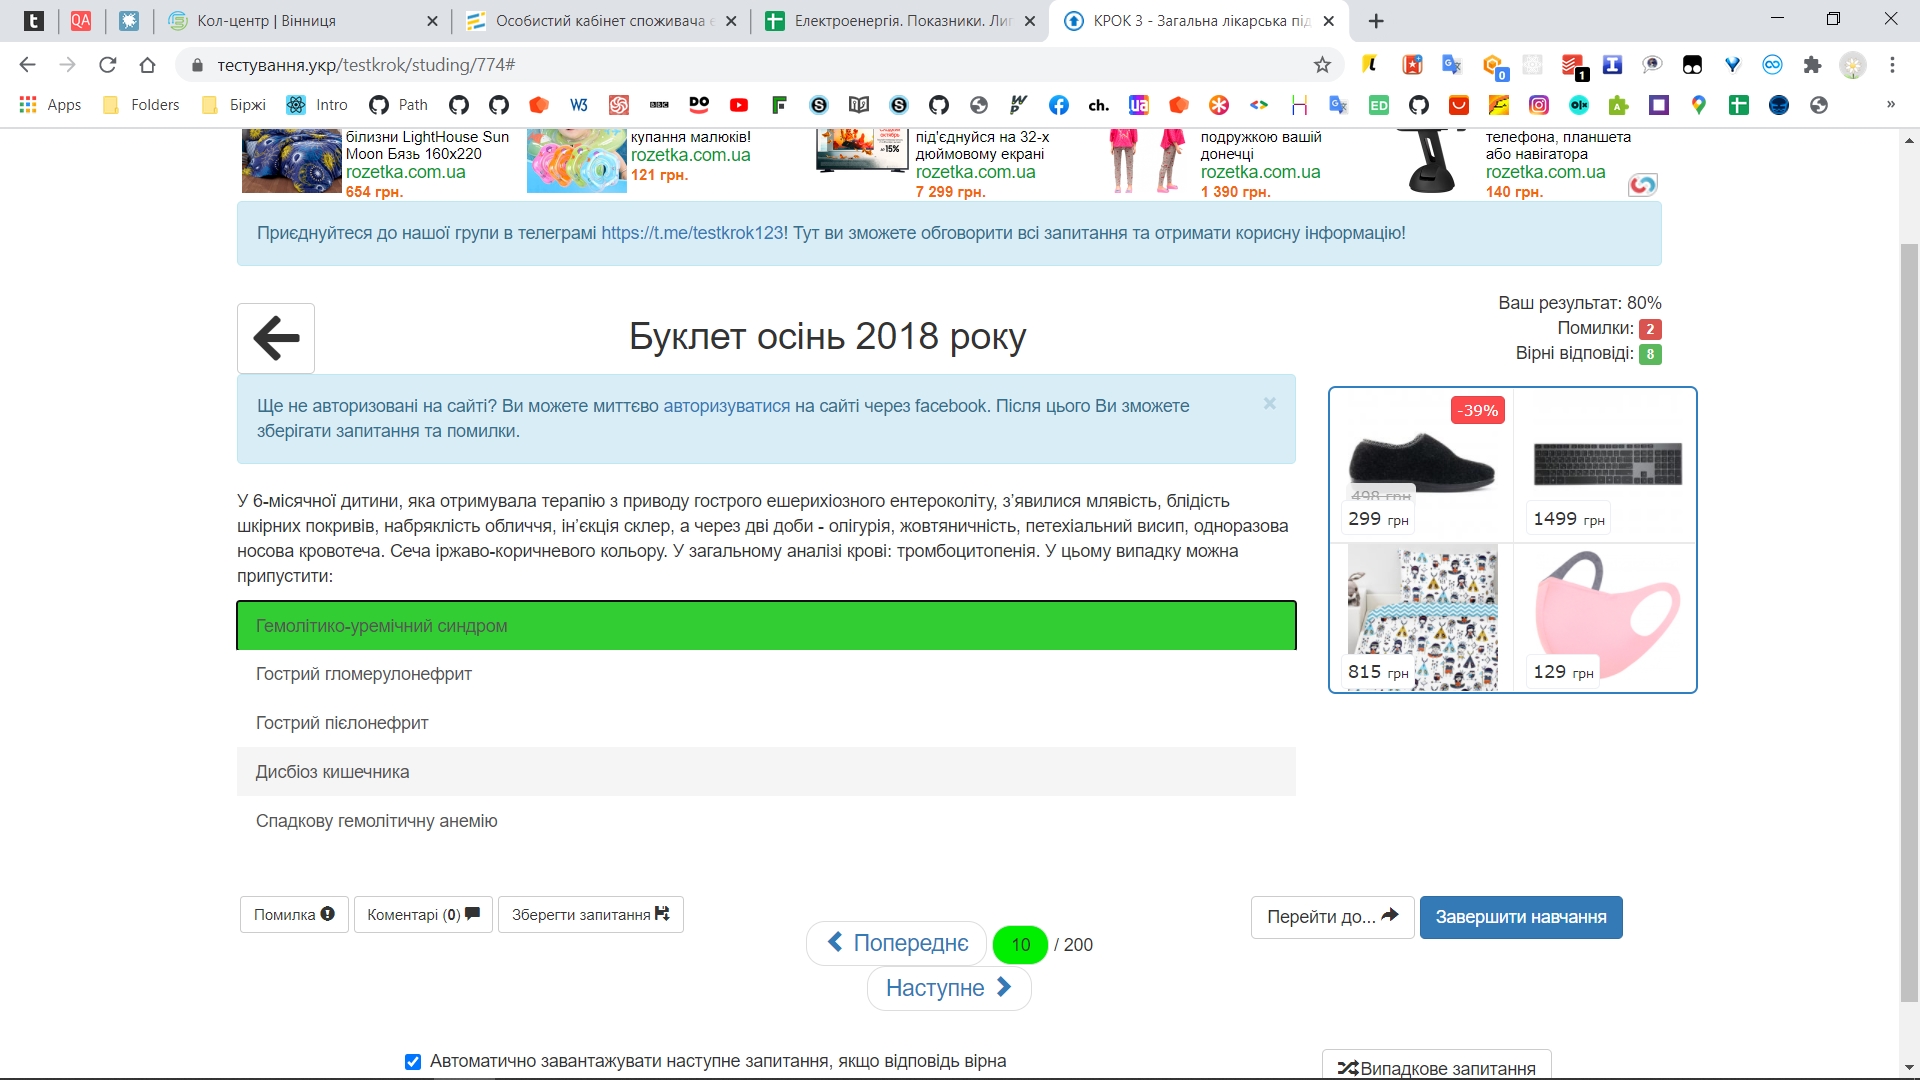 Кол-центр | Вінниця
Особистий кабінет споживача є
Електроенергія. Показники. Лип
КРОК 3 - Загальна лікарська під
тестування.укр/testkrok/studing/774#
Apps
Folders
Біржі
Intro
Path
білизни LightHouse Sun
Moon Бязь 160x220
rozetka.com.ua
654 грн.
купання малюків!
rozetka.com.ua
121 грн.
під'єднуйся на 32-х
дюймовому екрані
rozetka.com.ua
7 299 грн.
подружкою вашій
донечці
rozetka.com.ua
1 390 грн.
телефона, планшета
або навігатора
rozetka.com.ua
140 грн.
Приєднуйтеся до нашої групи в телеграмі https://t.me/testkrok123! Тут ви зможете обговорити всі запитання та отримати корисну інформацію!
Ваш результат: 80%
Помилки: 2
Вірні відповіді: 8
Буклет осінь 2018 року
Ще не авторизовані на сайті? Ви можете миттєво авторизуватися на сайті через facebook. Після цього Ви зможете
зберігати запитання та помилки.
-39%
498 грн
299 грн
1499 грн
815 грн
129 грн
У 6-місячної дитини, яка отримувала терапію з приводу гострого ешерихіозного ентероколіту, з’явилися млявість, блідість
шкірних покривів, набряклість обличчя, ін’єкція склер, а через дві доби - олігурія, жовтяничність, петехіальний висип, одноразова
носова кровотеча. Сеча іржаво-коричневого кольору. У загальному аналізі крові: тромбоцитопенія. У цьому випадку можна
припустити:
Гемолітико-уремічний синдром
Гострий гломерулонефрит
Гострий пієлонефрит
Дисбіоз кишечника
Спадкову гемолітичну анемію
Помилка
Коментарі (0)
Зберегти запитання
Перейти до...
Завершити навчання
Попереднє
10 / 200
Наступне
Автоматично завантажувати наступне запитання, якщо відповідь вірна
Випадкове запитання